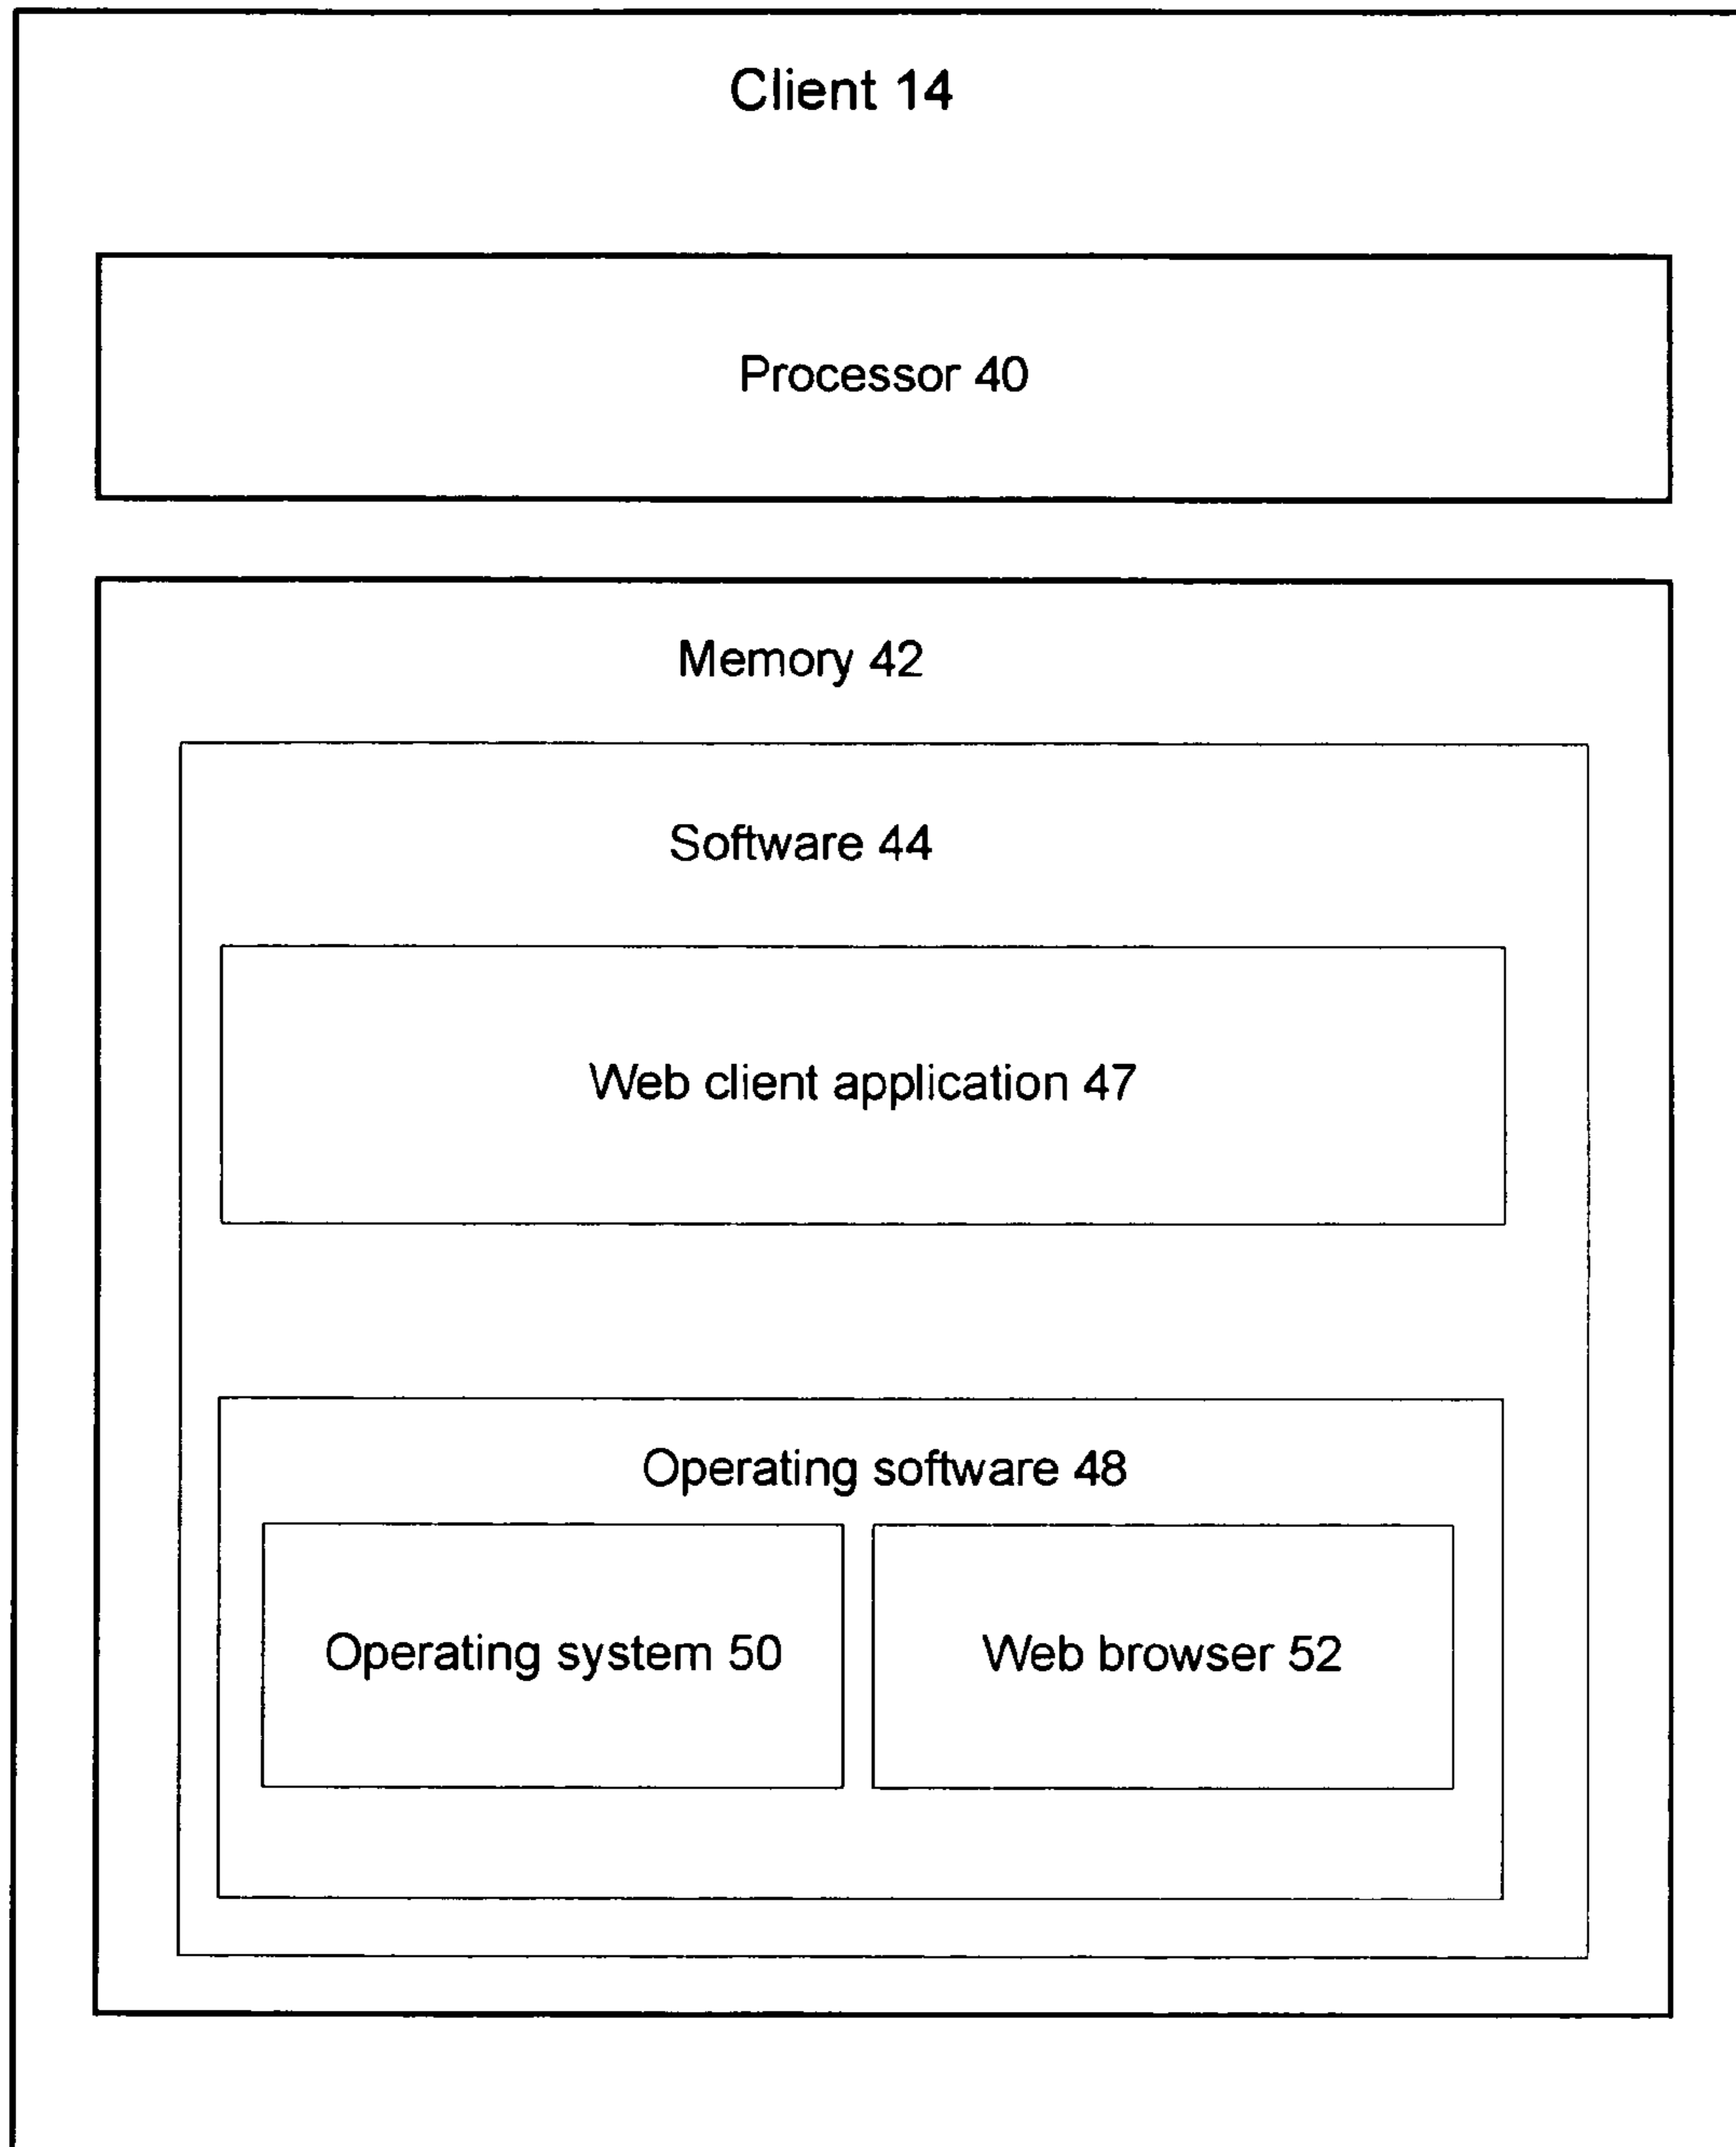 Client 14
Processor 40
Memory 42
Software 44
Web client application 47
Operating software 48
Operating system 50
Web browser 52